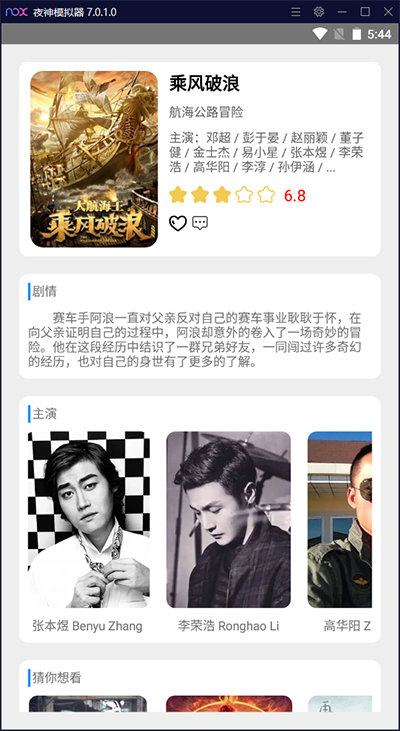 nox 夜神模拟器 7.0.1.0
5:44
大航海王
乘风破浪
乘风破浪
航海公路冒险
主演：邓超 / 彭于晏 / 赵丽颖 / 董子
健 / 金士杰 / 易小星 / 张本煜 / 李荣
浩 / 高华阳 / 李淳 / 孙伊涵 / ...
6.8
剧情
赛车手阿浪一直对父亲反对自己的赛车事业耿耿于怀，在
向父亲证明自己的过程中，阿浪却意外的卷入了一场奇妙的冒
险。他在这段经历中结识了一群兄弟好友，一同闯过许多奇幻
的经历，也对自己的身世有了更多的了解。
主演
张本煜 Benyu Zhang
李荣浩 Ronghao Li
高华阳 Z
猜你想看